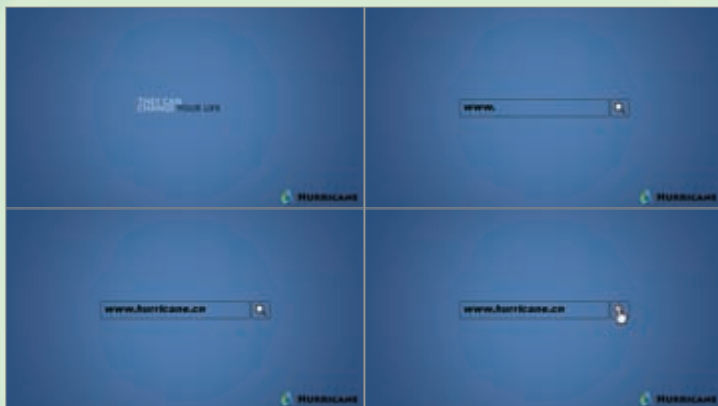 THEY CAN
CHANGE YOUR LIFE
HURRICANE
www.
HURRICANE
www.hurricane.cn
HURRICANE
www.hurricane.cn
HURRICANE